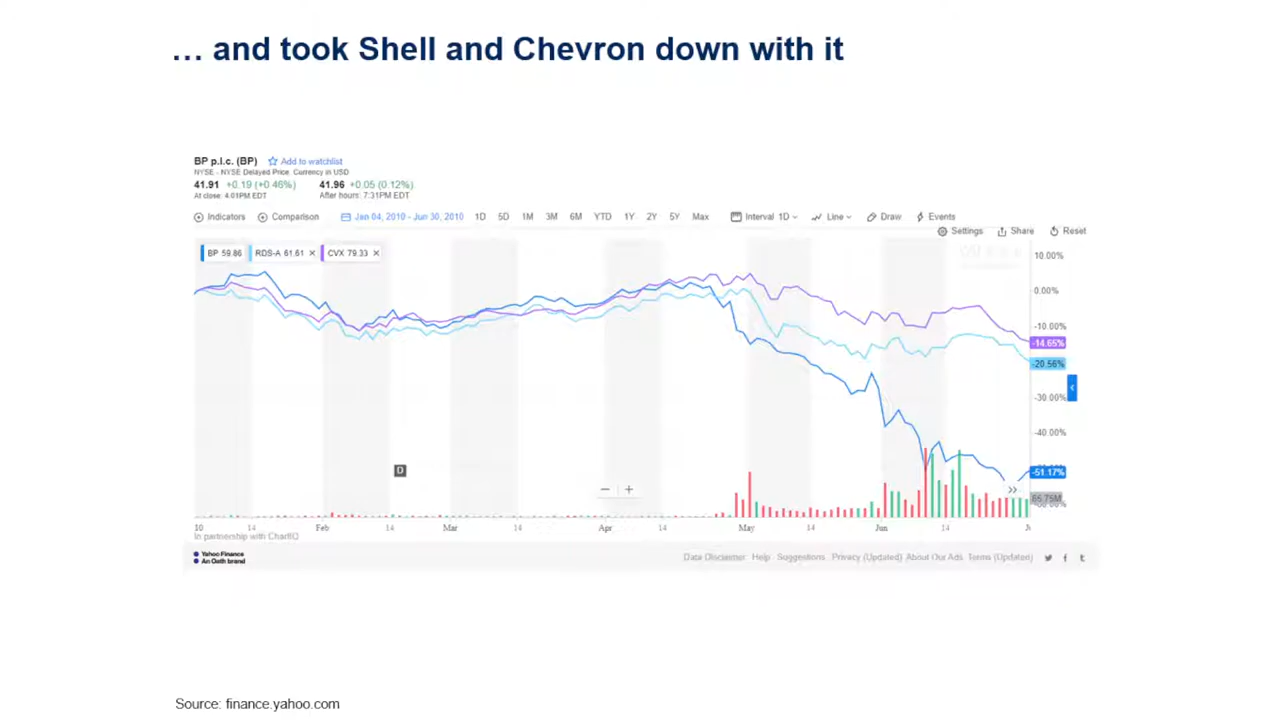 … and took Shell and Chevron down with it
BP p.l.c. (BP) Add to watchlist
NYSE - NYSE Delayed Price. Currency in USD
41.91 +0.19 (+0.46%) 41.96 +0.05 (0.12%)
At close: 4:01PM EDT After hours: 7:31PM EDT
Indicators Comparison Jan 04, 2010 - Jun 30, 2010 1D 5D 1M 3M 6M YTD 1Y 2Y 5Y Max Interval 1D Line Draw Events
Settings Share Reset
BP 59.86 RDS-A 61.61 CVX 79.33
10.00%
0.00%
-10.00%
-14.65%
-20.56%
-30.00%
-40.00%
-51.17%
D
65.75M
10 14 Feb 14 Mar 14 Apr 14 May 14 Jun 14
In partnership with ChartIQ
Yahoo Finance
An Oath brand
Data Disclaimer Help Suggestions Privacy (Updated) About Our Ads Terms (Updated)
Source: finance.yahoo.com